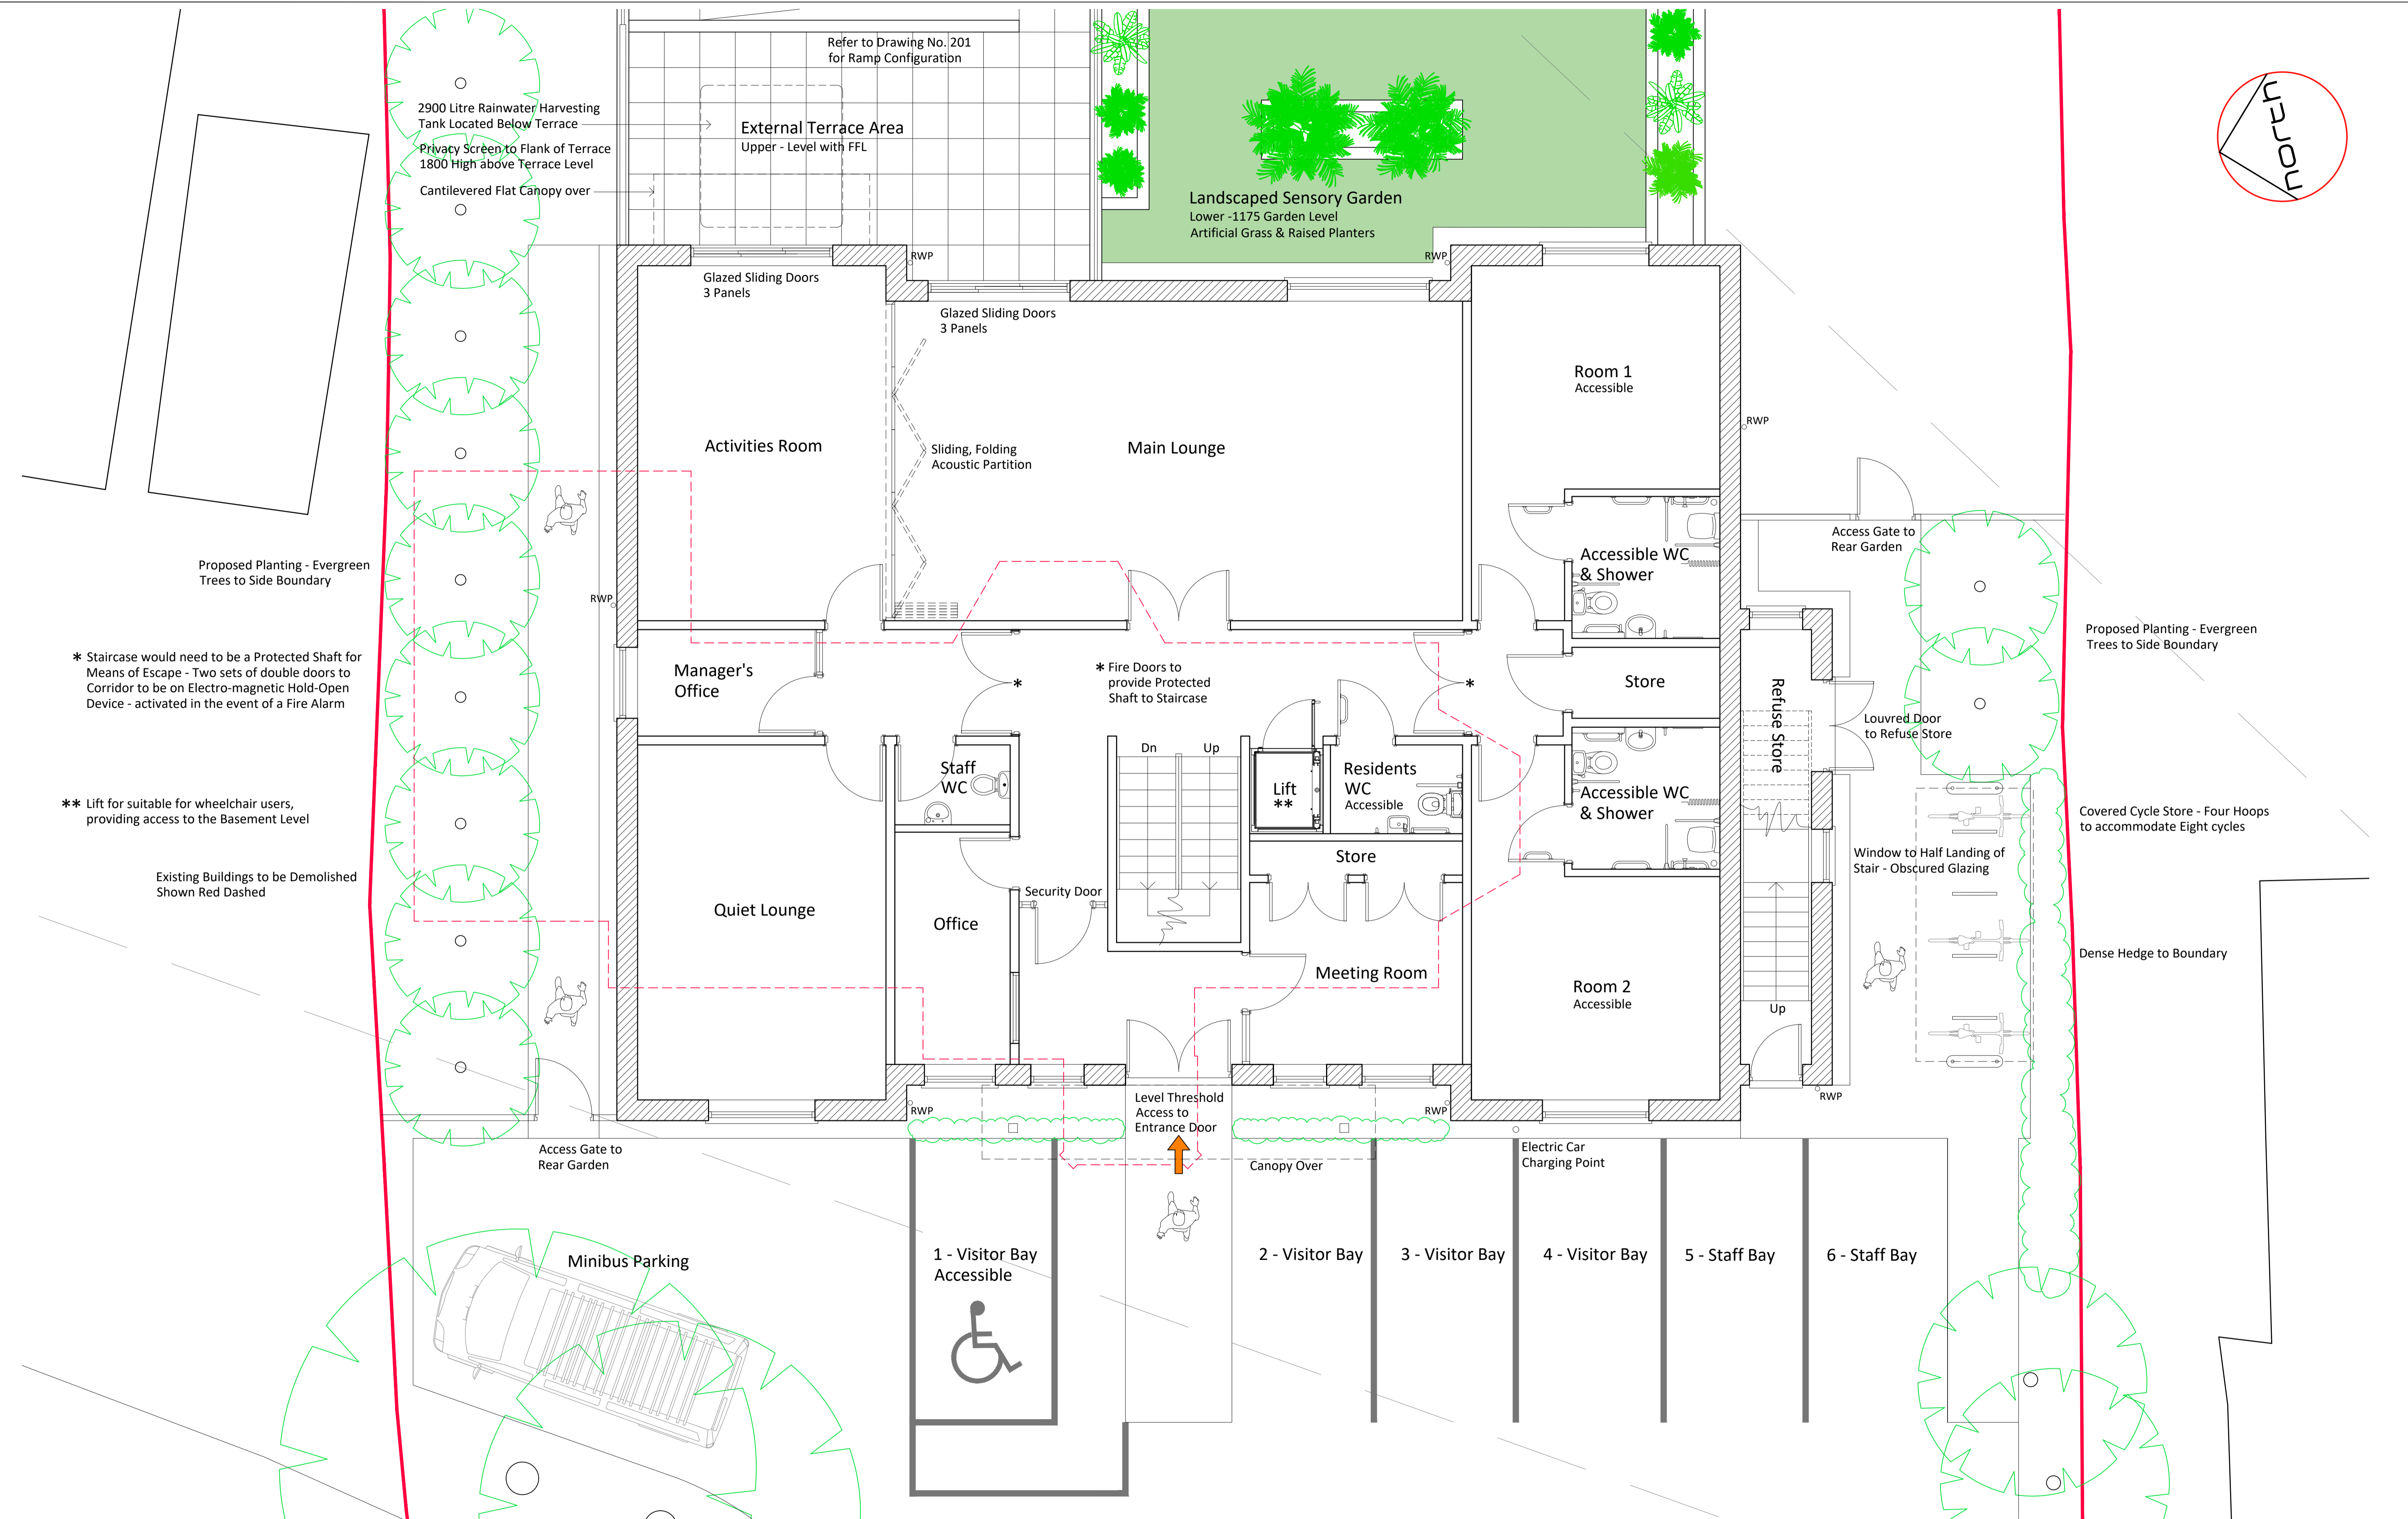 Refer to Drawing No. 201
for Ramp Configuration
north
2900 Litre Rainwater Harvesting
Tank Located Below Terrace
External Terrace Area
Upper - Level with FFL
Privacy Screen to Flank of Terrace
1800 High above Terrace Level
Cantilevered Flat Canopy over
Landscaped Sensory Garden
Lower -1175 Garden Level
Artificial Grass & Raised Planters
RWP
RWP
Glazed Sliding Doors
3 Panels
Glazed Sliding Doors
3 Panels
Room 1
Accessible
RWP
Activities Room
Sliding, Folding
Acoustic Partition
Main Lounge
Access Gate to
Rear Garden
Accessible WC
& Shower
Proposed Planting - Evergreen
Trees to Side Boundary
RWP
Proposed Planting - Evergreen
Trees to Side Boundary
* Staircase would need to be a Protected Shaft for
Means of Escape - Two sets of double doors to
Corridor to be on Electro-magnetic Hold-Open
Device - activated in the event of a Fire Alarm
Manager's
Office
*
* Fire Doors to
provide Protected
Shaft to Staircase
*
Store
Refuse Store
Louvred Door
to Refuse Store
Dn
Up
Staff
WC
Lift
**
Residents
WC
Accessible
Accessible WC
& Shower
** Lift for suitable for wheelchair users,
providing access to the Basement Level
Covered Cycle Store - Four Hoops
to accommodate Eight cycles
Existing Buildings to be Demolished
Shown Red Dashed
Store
Window to Half Landing of
Stair - Obscured Glazing
Security Door
Quiet Lounge
Office
Meeting Room
Dense Hedge to Boundary
Room 2
Accessible
Up
RWP
Level Threshold
Access to
Entrance Door
RWP
RWP
Access Gate to
Rear Garden
Canopy Over
Electric Car
Charging Point
Minibus Parking
1 - Visitor Bay
Accessible
2 - Visitor Bay
3 - Visitor Bay
4 - Visitor Bay
5 - Staff Bay
6 - Staff Bay